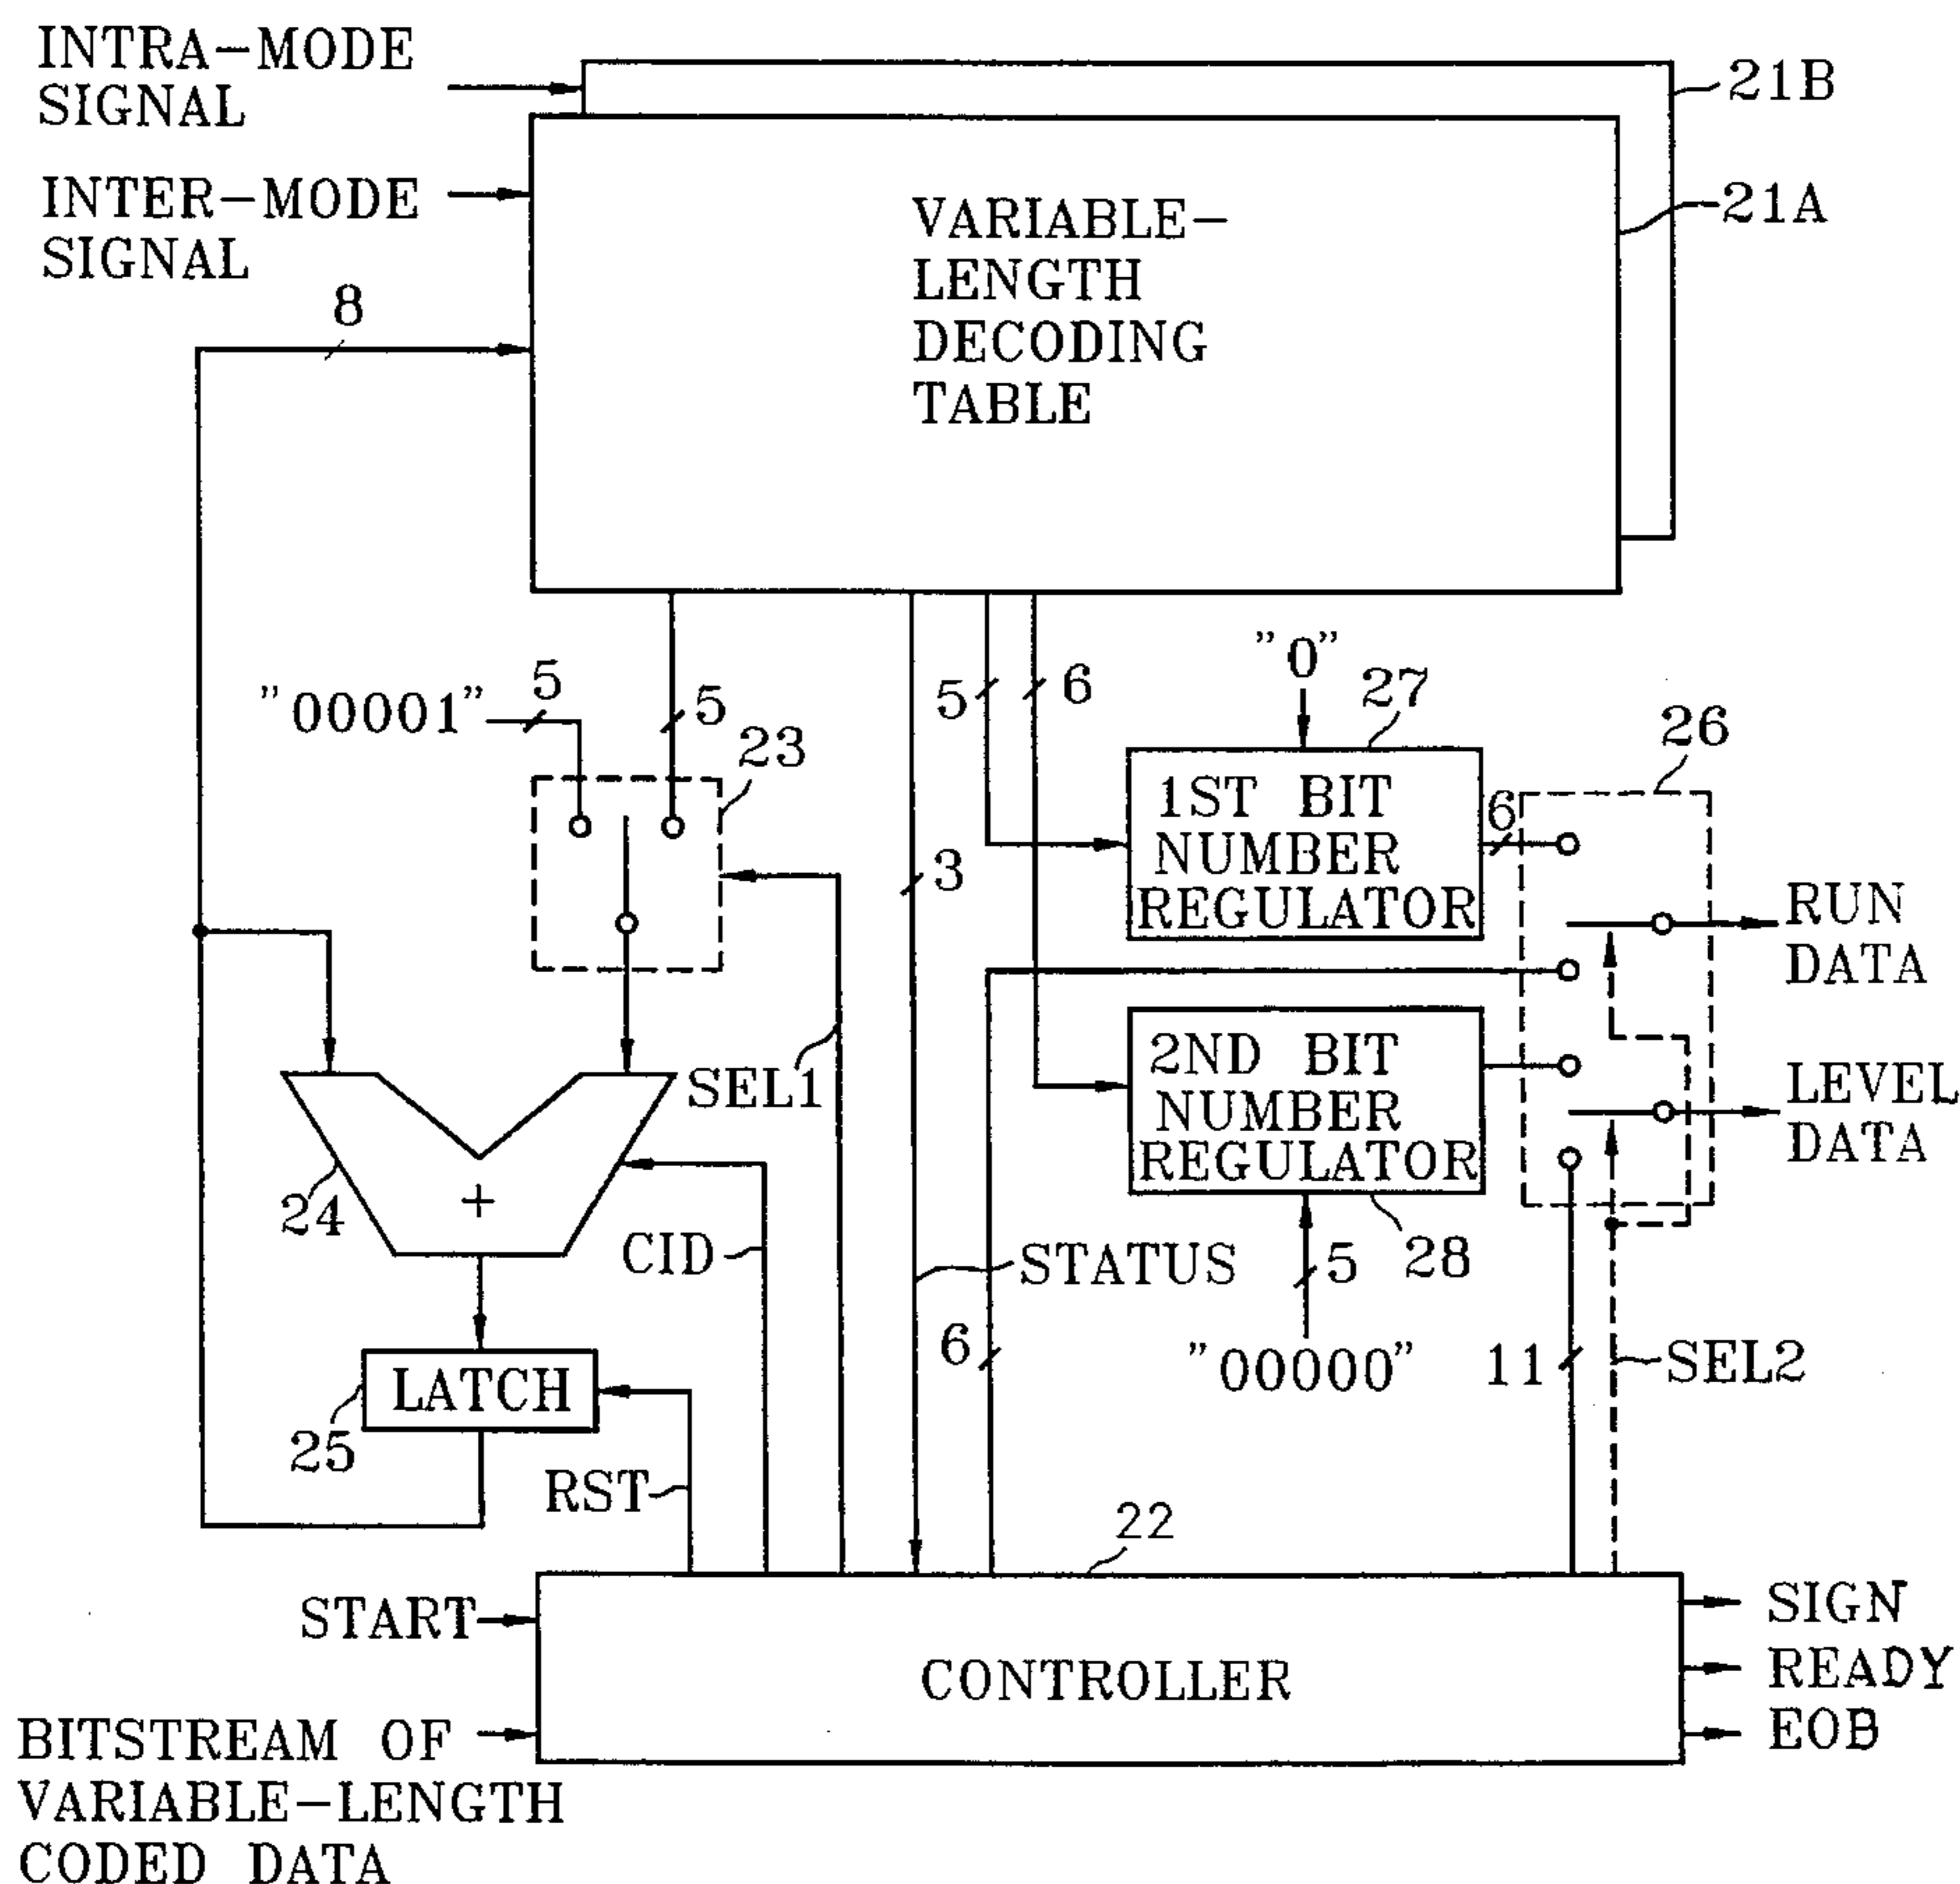 INTRA-MODE
SIGNAL
21B
INTER-MODE
SIGNAL
21A
VARIABLE-
LENGTH
DECODING
TABLE
8
"00001"
5
5
23
3
5
6
"0"
27
26
1ST BIT
NUMBER
REGULATOR
6
RUN
DATA
2ND BIT
NUMBER
REGULATOR
LEVEL
DATA
SEL1
24
+
CID
STATUS
5
28
"00000"
6
11
SEL2
LATCH
25
RST
22
START
CONTROLLER
SIGN
READY
EOB
BITSTREAM OF
VARIABLE-LENGTH
CODED DATA